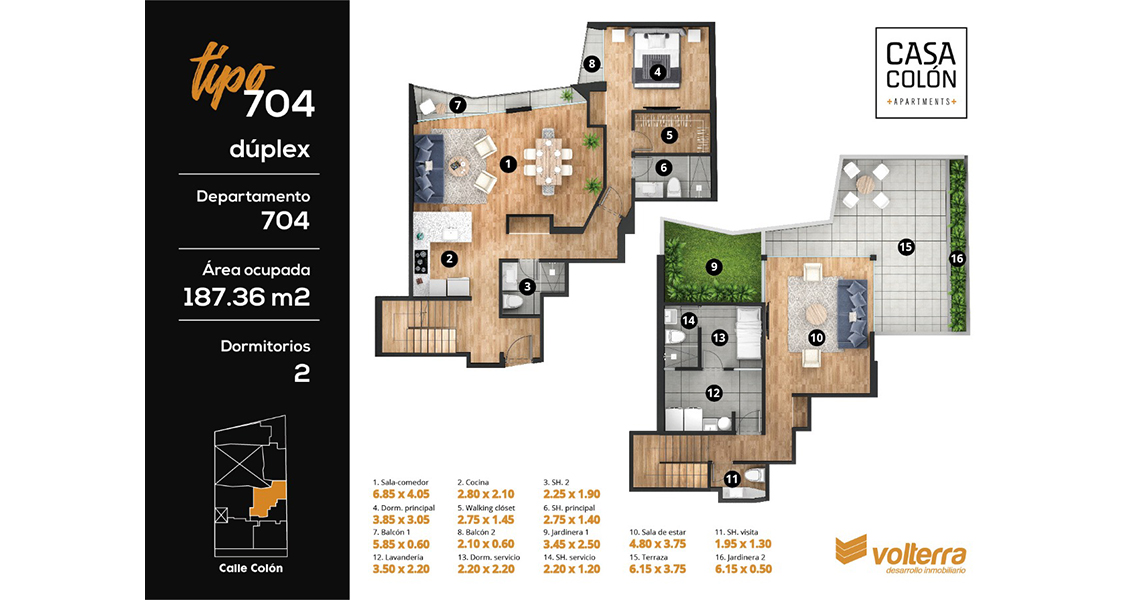 tipo
704
dúplex
Departamento
704
Área ocupada
187.36 m2
Dormitorios
2
Calle Colón
CASA
COLÓN
+APARTMENTS+
8
4
7
5
1
6
2
3
15
16
9
14
13
10
12
11
1. Sala-comedor
6.85 x 4.05
2. Cocina
2.80 x 2.10
3. SH. 2
2.25 x 1.90
4. Dorm. principal
3.85 x 3.05
5. Walking clóset
2.75 x 1.45
6. SH. principal
2.75 x 1.40
7. Balcón 1
5.85 x 0.60
8. Balcón 2
2.10 x 0.60
9. Jardinera 1
3.45 x 2.50
10. Sala de estar
4.80 x 3.75
11. SH. visita
1.95 x 1.30
12. Lavandería
3.50 x 2.20
13. Dorm. servicio
2.20 x 2.20
14. SH. servicio
2.20 x 1.20
15. Terraza
6.15 x 3.75
16. Jardinera 2
6.15 x 0.50
volterra
desarrollo inmobiliario